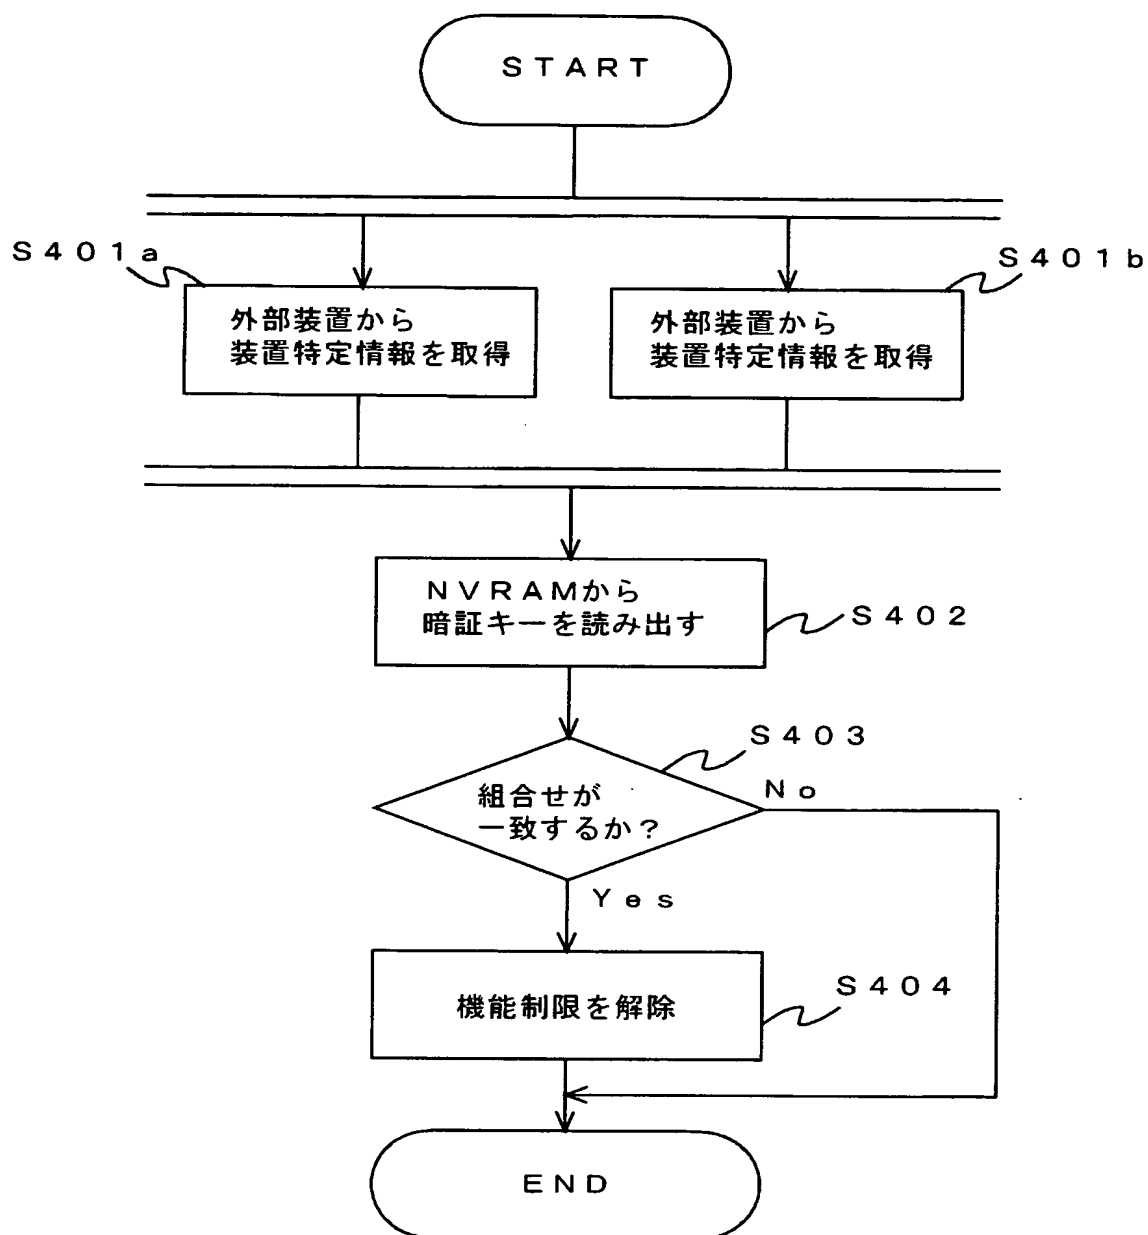 START
S401a
S401b
外部装置から
装置特定情報を取得
外部装置から
装置特定情報を取得
NVRAMから
暗証キーを読み出す
S402
S403
組合せが
一致するか？
No
Yes
機能制限を解除
S404
END